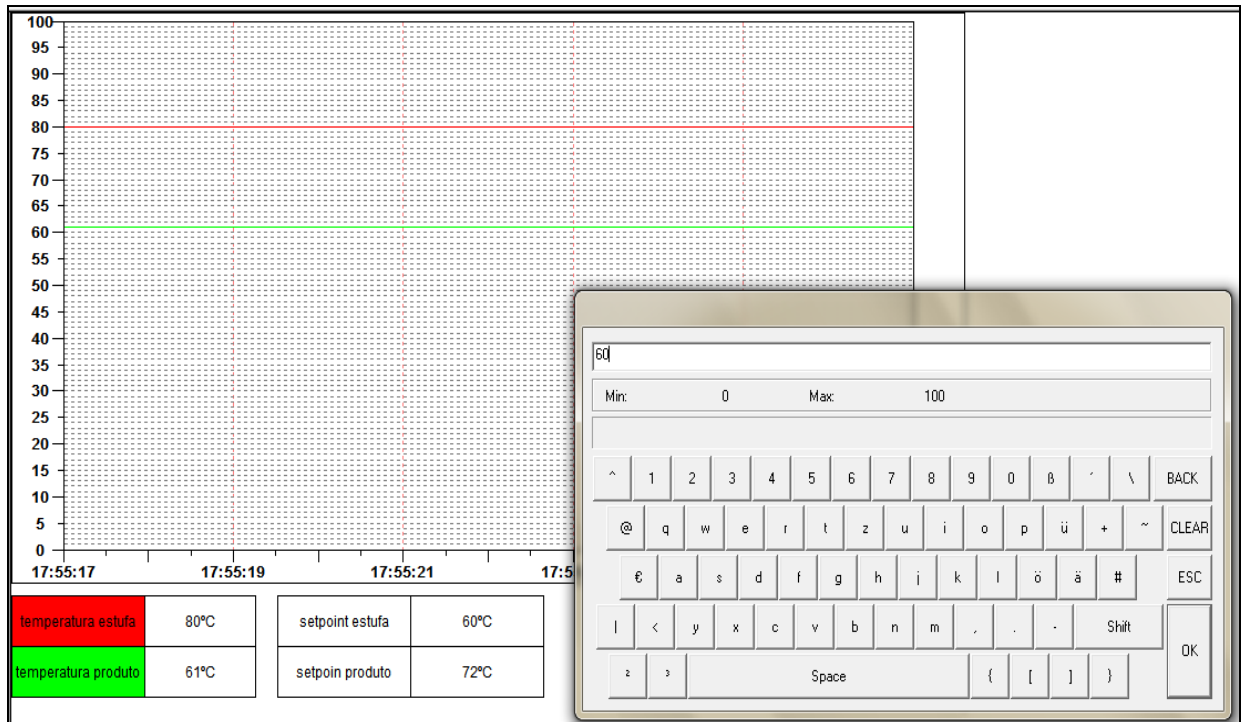 100
95
90
85
80
75
70
65
60
55
50
45
40
35
30
25
20
15
10
5
0
17:55:17 17:55:19 17:55:21 17:5
temperatura estufa 80ºC setpoint estufa 60ºC
temperatura produto 61ºC setpoin produto 72ºC
60
Min: 0 Max: 100
^ 1 2 3 4 5 6 7 8 9 0 ß ´ \ BACK
@ q w e r t z u i o p ü + ~ CLEAR
€ a s d f g h j k l ö ä # ESC
| < y x c v b n m , . - Shift
OK
² ³ Space { [ ] }